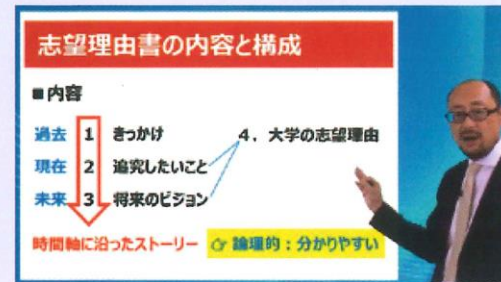 志望理由書の内容と構成
■内容
過去 1 きっかけ 4．大学の志望理由
現在 2 追究したいこと
未来 3 将来のビジョン
時間軸に沿ったストーリー ☞ 論理的：分かりやすい